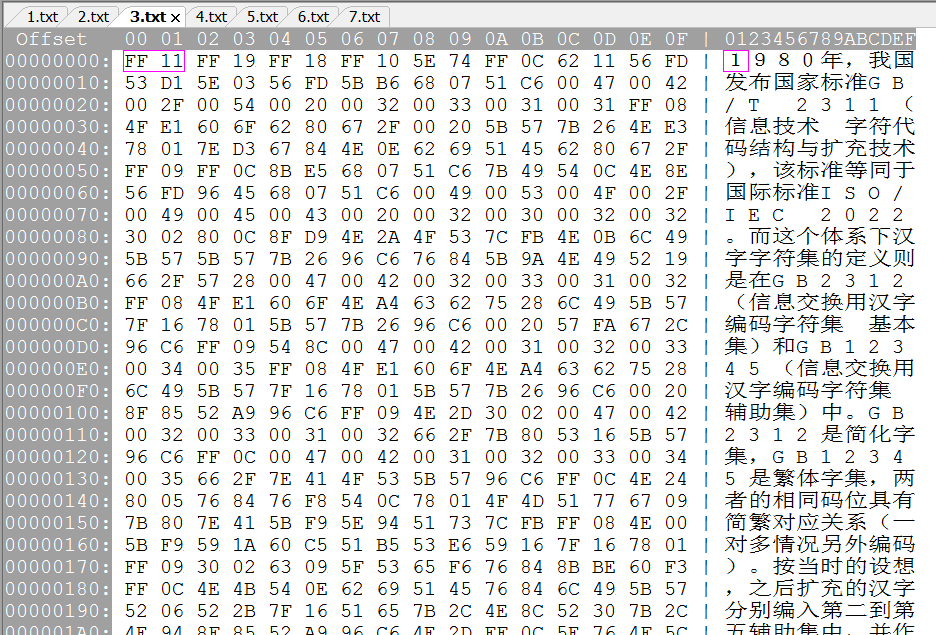 1.txt 2.txt 3.txt × 4.txt 5.txt 6.txt 7.txt
Offset 00 01 02 03 04 05 06 07 08 09 0A 0B 0C 0D 0E 0F | 0123456789ABCDEF
00000000: FF 11 FF 19 FF 18 FF 10 5E 74 FF 0C 62 11 56 FD | １９８０年，我国
00000010: 53 D1 5E 03 56 FD 5B B6 68 07 51 C6 00 47 00 42 | 发布国家标准GB
00000020: 00 2F 00 54 00 20 00 32 00 33 00 31 00 31 FF 08 | /T 2311（
00000030: 4F E1 60 6F 62 80 67 2F 00 20 5B 57 7B 26 4E E3 | 信息技术 字符代
00000040: 78 01 7E D3 67 84 4E 0E 62 69 51 45 62 80 67 2F | 码结构与扩充技术
00000050: FF 09 FF 0C 8B E5 68 07 51 C6 7B 49 54 0C 4E 8E | ），该标准等同于
00000060: 56 FD 96 45 68 07 51 C6 00 49 00 53 00 4F 00 2F | 国际标准ISO/
00000070: 00 49 00 45 00 43 00 20 00 32 00 30 00 32 00 32 | IEC 2022
00000080: 30 02 80 0C 8F D9 4E 2A 4F 53 7C FB 4E 0B 6C 49 | 。而这个体系下汉
00000090: 5B 57 5B 57 7B 26 96 C6 76 84 5B 9A 4E 49 52 19 | 字字符集的定义则
000000A0: 66 2F 57 28 00 47 00 42 00 32 00 33 00 31 00 32 | 是在GB2312
000000B0: FF 08 4F E1 60 6F 4E A4 63 62 75 28 6C 49 5B 57 | （信息交换用汉字
000000C0: 7F 16 78 01 5B 57 7B 26 96 C6 00 20 57 FA 67 2C | 编码字符集 基本
000000D0: 96 C6 FF 09 54 8C 00 47 00 42 00 31 00 32 00 33 | 集）和GB123
000000E0: 00 34 00 35 FF 08 4F E1 60 6F 4E A4 63 62 75 28 | 45（信息交换用
000000F0: 6C 49 5B 57 7F 16 78 01 5B 57 7B 26 96 C6 00 20 | 汉字编码字符集
00000100: 8F 85 52 A9 96 C6 FF 09 4E 2D 30 02 00 47 00 42 | 辅助集）中。GB
00000110: 00 32 00 33 00 31 00 32 66 2F 7B 80 53 16 5B 57 | 2312是简化字
00000120: 96 C6 FF 0C 00 47 00 42 00 31 00 32 00 33 00 34 | 集，GB1234
00000130: 00 35 66 2F 7E 41 4F 53 5B 57 96 C6 FF 0C 4E 24 | 5是繁体字集，两
00000140: 80 05 76 84 76 F8 54 0C 78 01 4F 4D 51 77 67 09 | 者的相同码位具有
00000150: 7B 80 7E 41 5B F9 5E 94 51 73 7C FB FF 08 4E 00 | 简繁对应关系（一
00000160: 5B F9 59 1A 60 C5 51 B5 53 E6 59 16 7F 16 78 01 | 对多情况另外编码
00000170: FF 09 30 02 63 09 5F 53 65 F6 76 84 8B BE 60 F3 | ）。按当时的设想
00000180: FF 0C 4E 4B 54 0E 62 69 51 45 76 84 6C 49 5B 57 | ，之后扩充的汉字
00000190: 52 06 52 2B 7F 16 51 65 7B 2C 4E 8C 52 30 7B 2C | 分别编入第二到第
000001A0: 4E 94 8F 85 52 A9 96 C6 4E 2D FF 0C 5E 76 4F 5C | 五辅助集中，并作